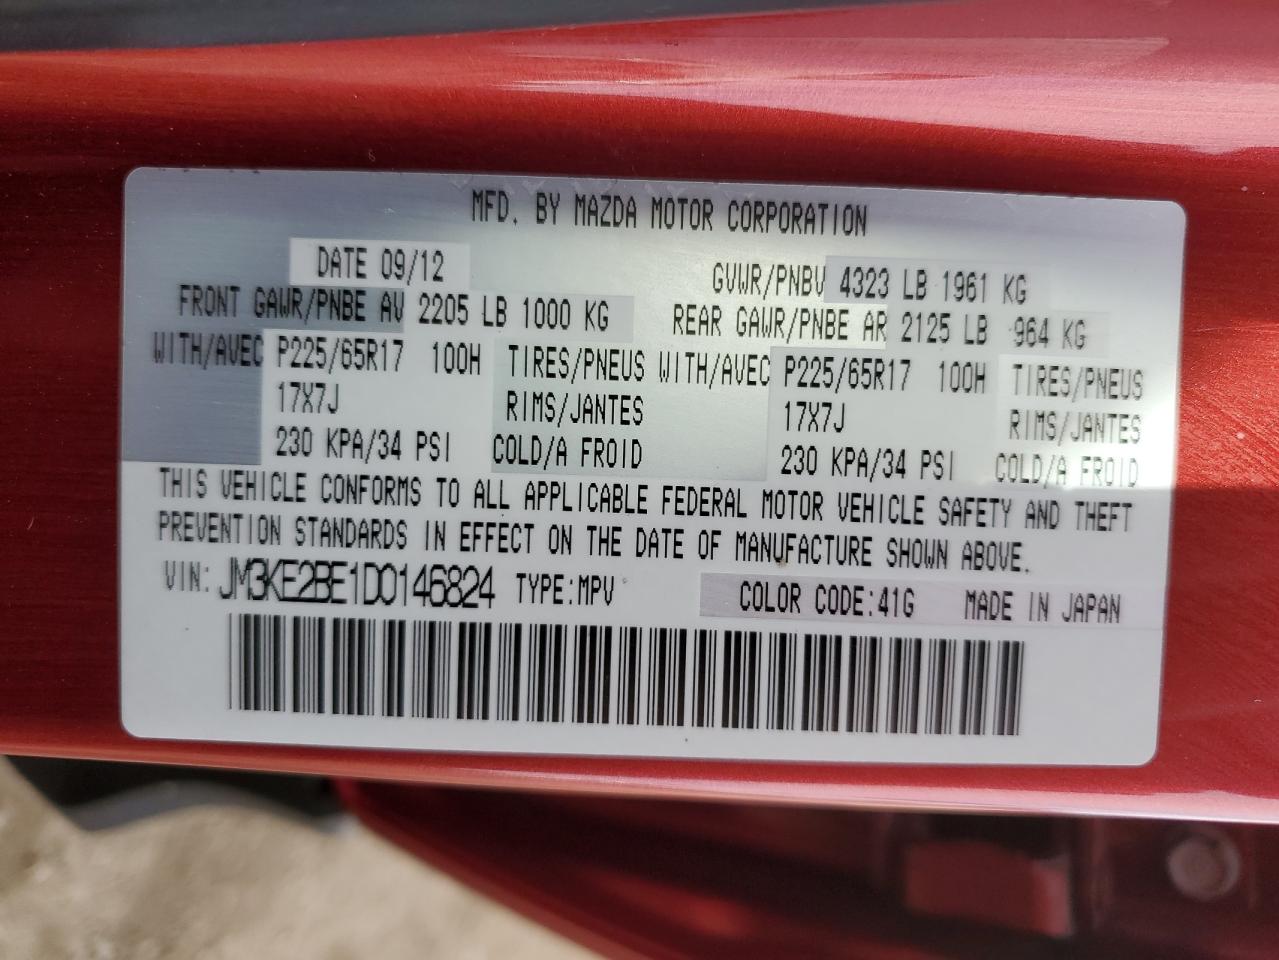 MFD. BY MAZDA MOTOR CORPORATION
DATE 09/12 GVWR/PNBV 4323 LB 1961 KG
FRONT GAWR/PNBE AV 2205 LB 1000 KG REAR GAWR/PNBE AR 2125 LB 964 KG
WITH/AVEC P225/65R17 100H TIRES/PNEUS WITH/AVEC P225/65R17 100H TIRES/PNEUS
17X7J RIMS/JANTES 17X7J RIMS/JANTES
230 KPA/34 PSI COLD/A FROID 230 KPA/34 PSI COLD/A FROID
THIS VEHICLE CONFORMS TO ALL APPLICABLE FEDERAL MOTOR VEHICLE SAFETY AND THEFT
PREVENTION STANDARDS IN EFFECT ON THE DATE OF MANUFACTURE SHOWN ABOVE.
VIN: JM3KE2BE1D0146824 TYPE:MPV COLOR CODE:41G MADE IN JAPAN